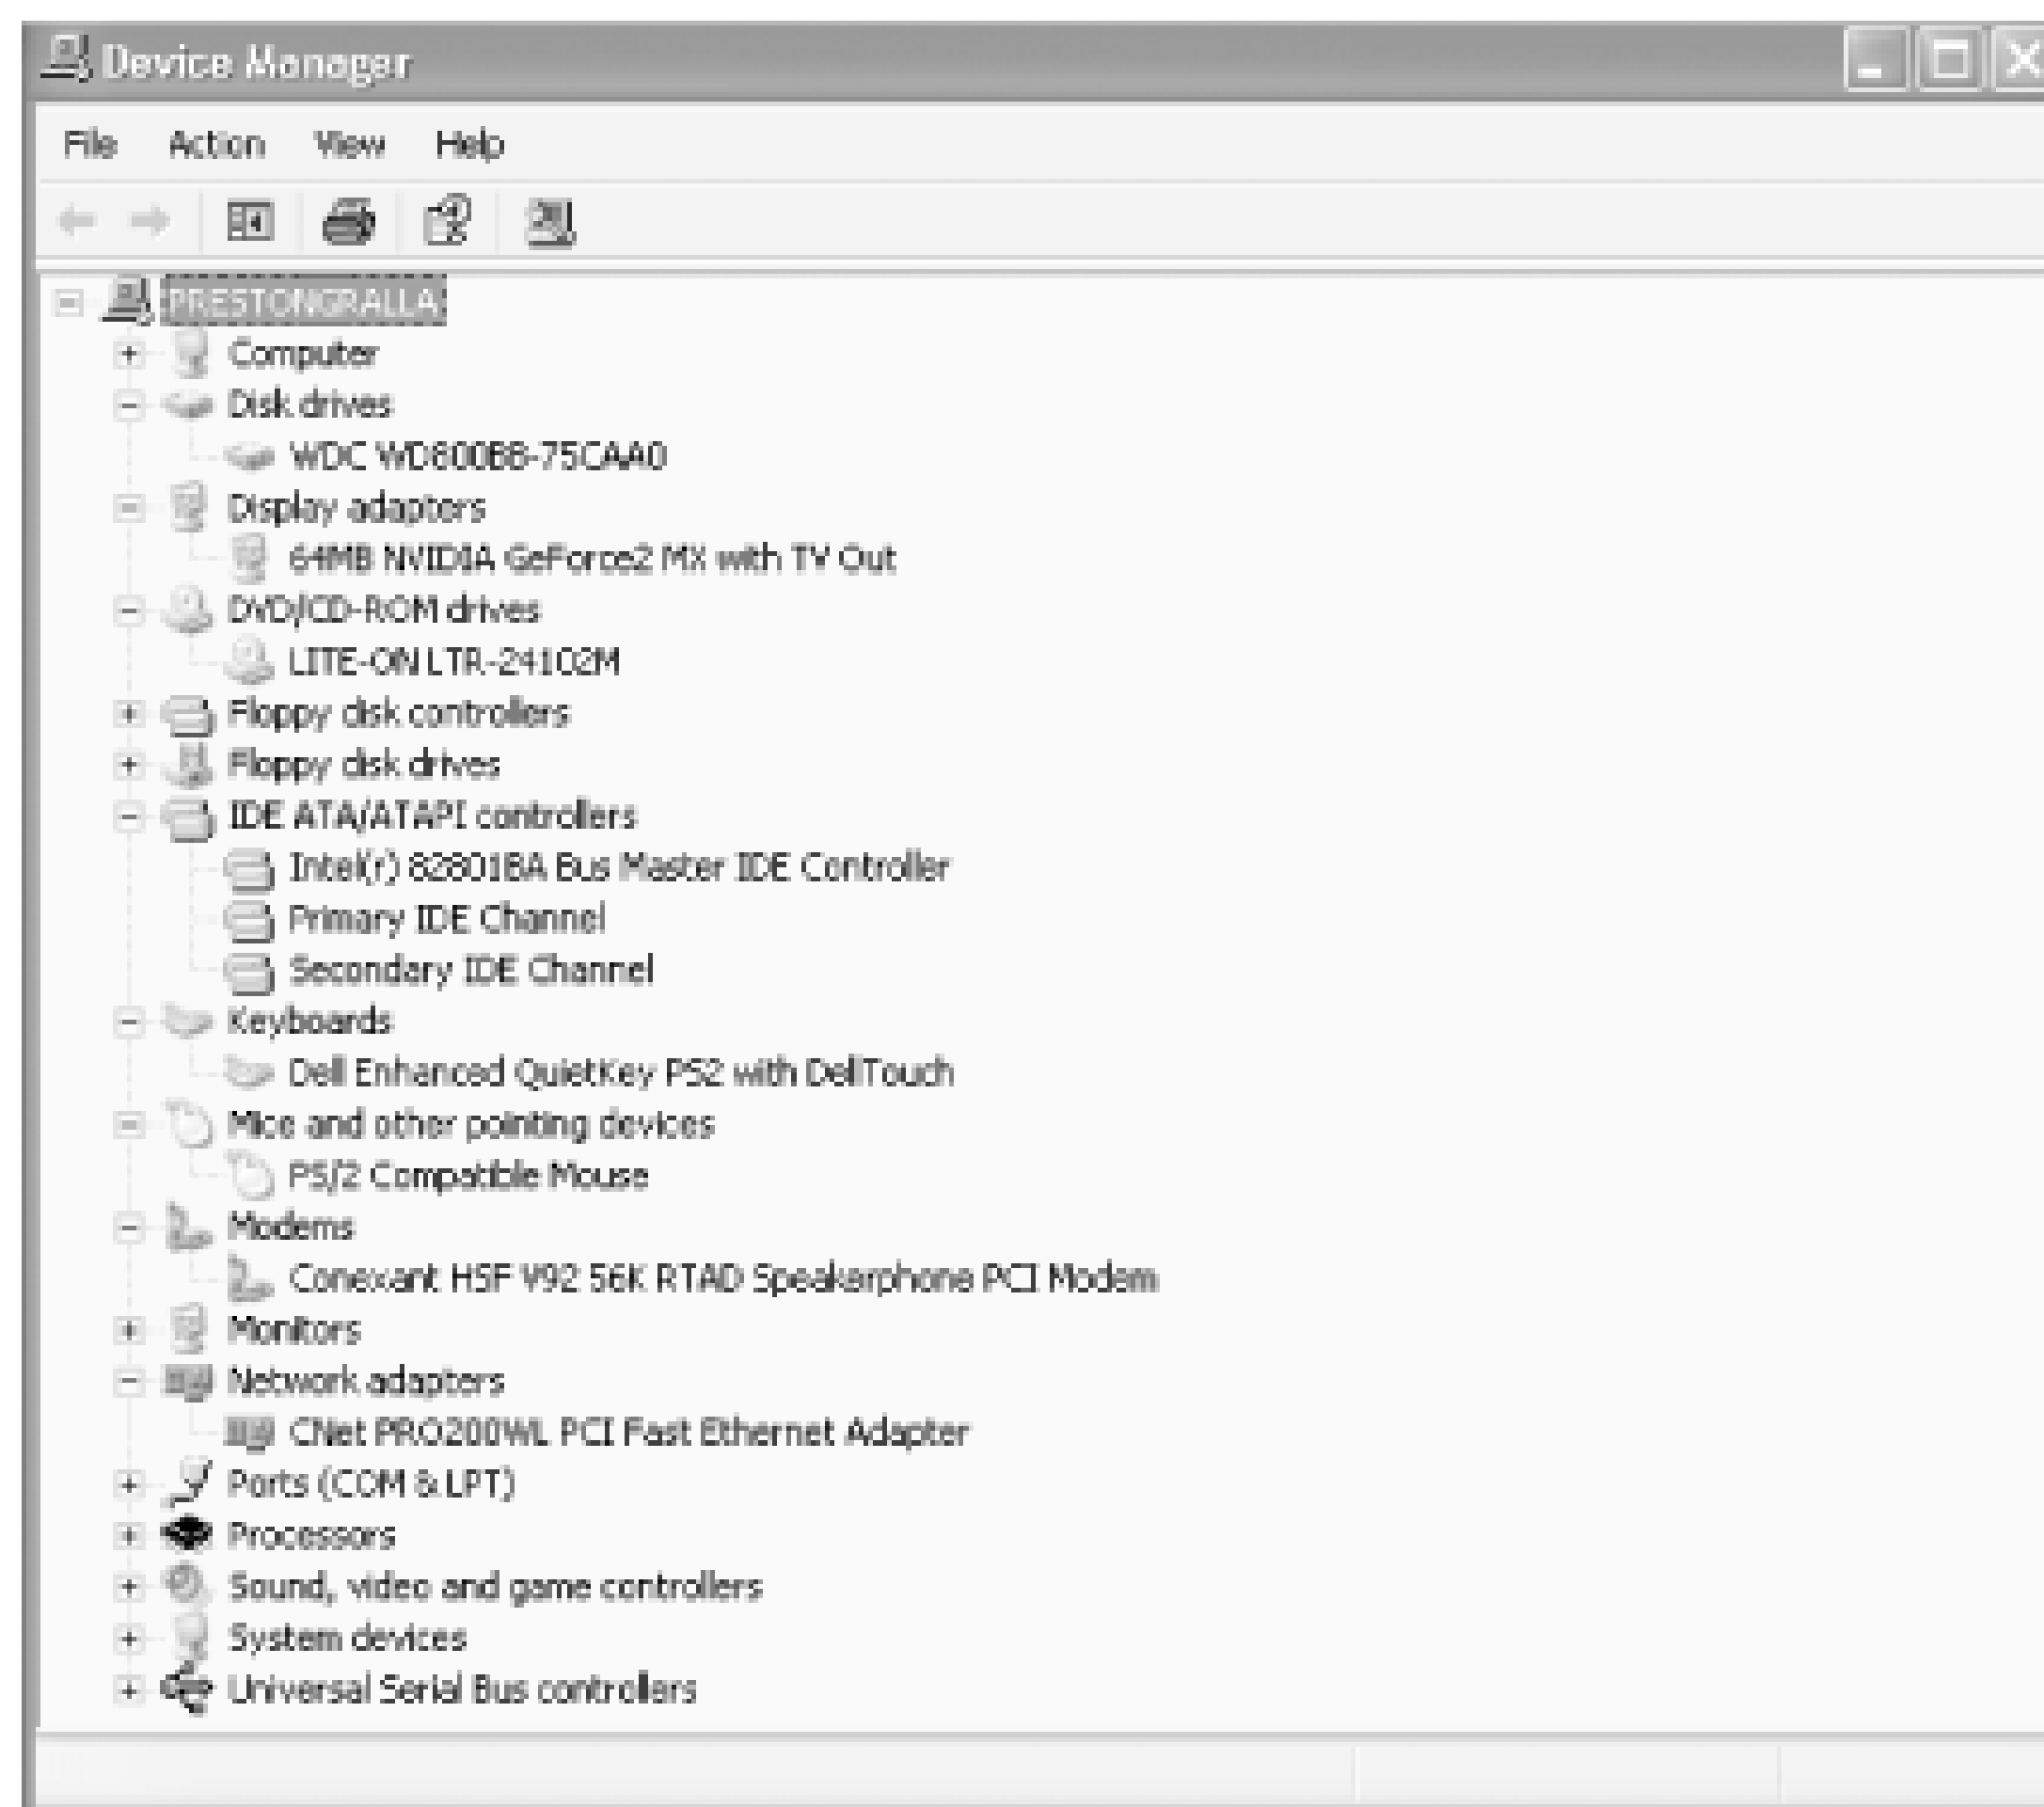 Device Manager
File Action View Help
PRESTONGRALLA
Computer
Disk drives
WDC WD800BB-75CAA0
Display adapters
64MB NVIDIA GeForce2 MX with TV Out
DVD/CD-ROM drives
LITE-ON LTR-24102M
Floppy disk controllers
Floppy disk drives
IDE ATA/ATAPI controllers
Intel(r) 82801BA Bus Master IDE Controller
Primary IDE Channel
Secondary IDE Channel
Keyboards
Dell Enhanced QuietKey PS2 with DellTouch
Mice and other pointing devices
PS/2 Compatible Mouse
Modems
Conexant HSF V92 56K RTAD Speakerphone PCI Modem
Monitors
Network adapters
CNet PRO200WL PCI Fast Ethernet Adapter
Ports (COM & LPT)
Processors
Sound, video and game controllers
System devices
Universal Serial Bus controllers